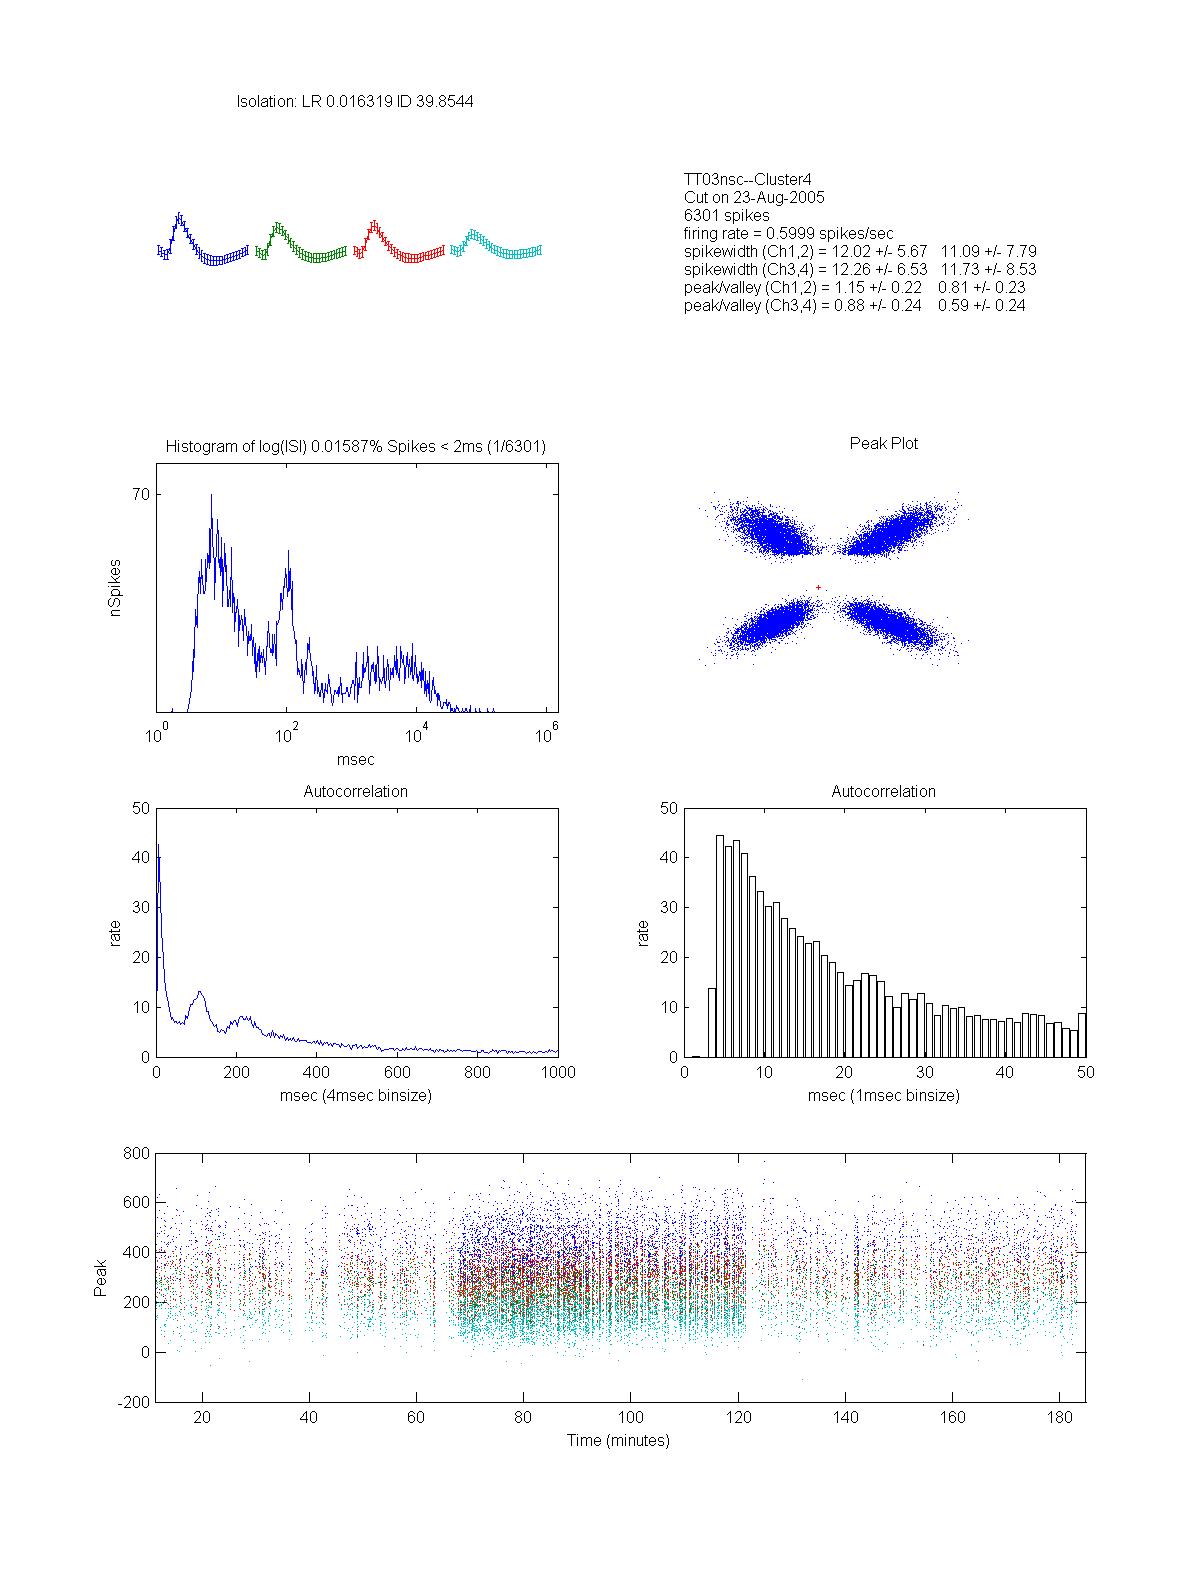 Isolation: LR 0.016319 ID 39.8544
TT03nsc--Cluster4
Cut on 23-Aug-2005
6301 spikes
firing rate = 0.5999 spikes/sec
spikewidth (Ch1,2) = 12.02 +/- 5.67 11.09 +/- 7.79
spikewidth (Ch3,4) = 12.26 +/- 6.53 11.73 +/- 8.53
peak/valley (Ch1,2) = 1.15 +/- 0.22 0.81 +/- 0.23
peak/valley (Ch3,4) = 0.88 +/- 0.24 0.59 +/- 0.24
Histogram of log(ISI) 0.01587% Spikes < 2ms (1/6301)
70
nSpikes
10^0 10^2 10^4 10^6
msec
Peak Plot
Autocorrelation
50
40
30
20
10
0
rate
0 200 400 600 800 1000
msec (4msec binsize)
Autocorrelation
50
40
30
20
10
0
rate
0 10 20 30 40 50
msec (1msec binsize)
800
600
400
200
0
-200
Peak
20 40 60 80 100 120 140 160 180
Time (minutes)